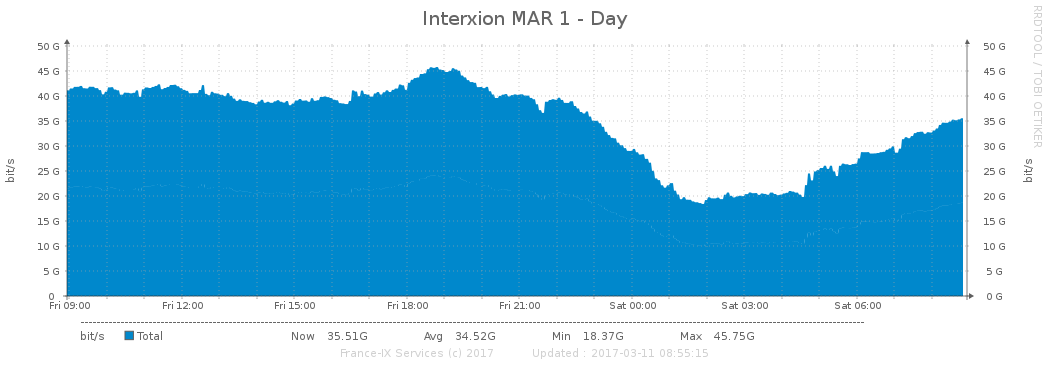 Interxion MAR 1 - Day
RRDTOOL / TOBI OETIKER
50 G 50 G
45 G 45 G
40 G 40 G
35 G 35 G
30 G 30 G
25 G 25 G
20 G 20 G
15 G 15 G
10 G 10 G
5 G 5 G
0 0 G
bit/s bit/s
Fri 09:00 Fri 12:00 Fri 15:00 Fri 18:00 Fri 21:00 Sat 00:00 Sat 03:00 Sat 06:00
bit/s Total Now 35.51G Avg 34.52G Min 18.37G Max 45.75G
France-IX Services (c) 2017 Updated : 2017-03-11 08:55:15